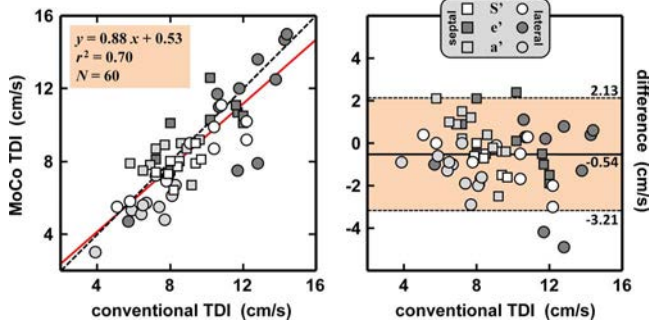 16
12
8
4
MoCo TDI (cm/s)
y = 0.88 x + 0.53
r² = 0.70
N = 60
4
8
12
16
conventional TDI (cm/s)
septal
S'
e'
a'
lateral
4
2
0
-2
-4
2.13
-0.54
-3.21
difference (cm/s)
4
8
12
16
conventional TDI (cm/s)